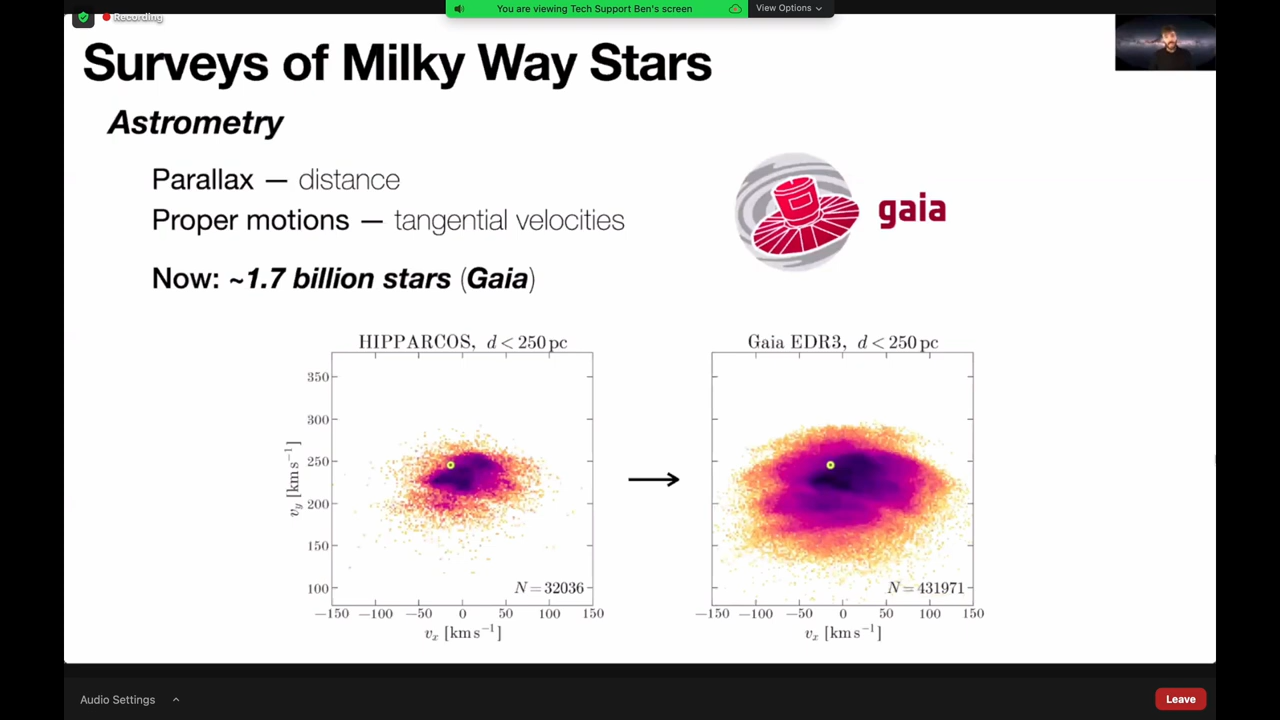 Recording
You are viewing Tech Support Ben's screen
View Options
Surveys of Milky Way Stars
Astrometry
Parallax — distance
Proper motions — tangential velocities
gaia
Now: ~1.7 billion stars (Gaia)
HIPPARCOS, d < 250 pc
350
300
250
200
150
100
v_y [km s⁻¹]
N = 32036
−150 −100 −50 0 50 100 150
v_x [km s⁻¹]
Gaia EDR3, d < 250 pc
N = 431971
−150 −100 −50 0 50 100 150
v_x [km s⁻¹]
Audio Settings
Leave